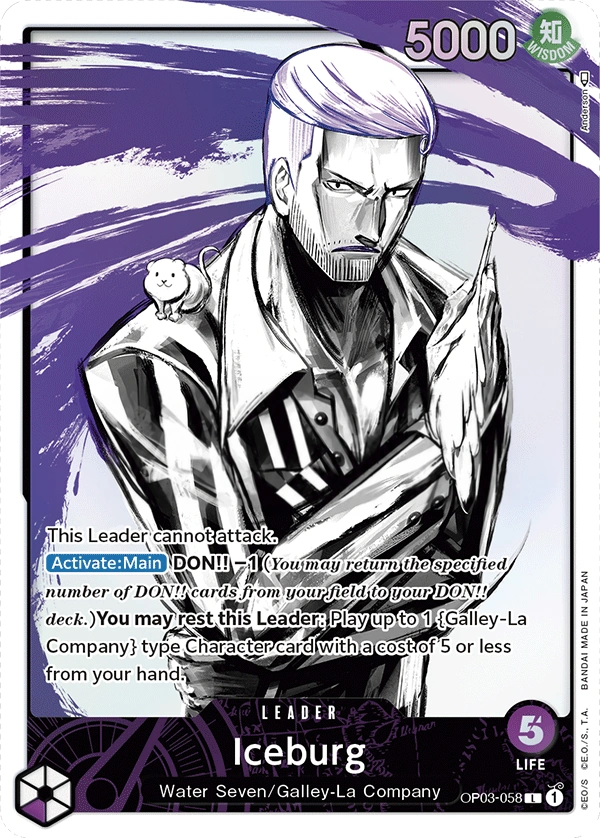 5000
知
WISDOM
Anderson
This Leader cannot attack.
Activate:Main DON!! −1 (You may return the specified
number of DON!! cards from your field to your DON!!
deck.)You may rest this Leader: Play up to 1 {Galley-La
Company} type Character card with a cost of 5 or less
from your hand.
LEADER
5
Iceburg
LIFE
Water Seven/Galley-La Company
OP03-058 L 1
©EO/S ©E.O./S., T.A. BANDAI MADE IN JAPAN